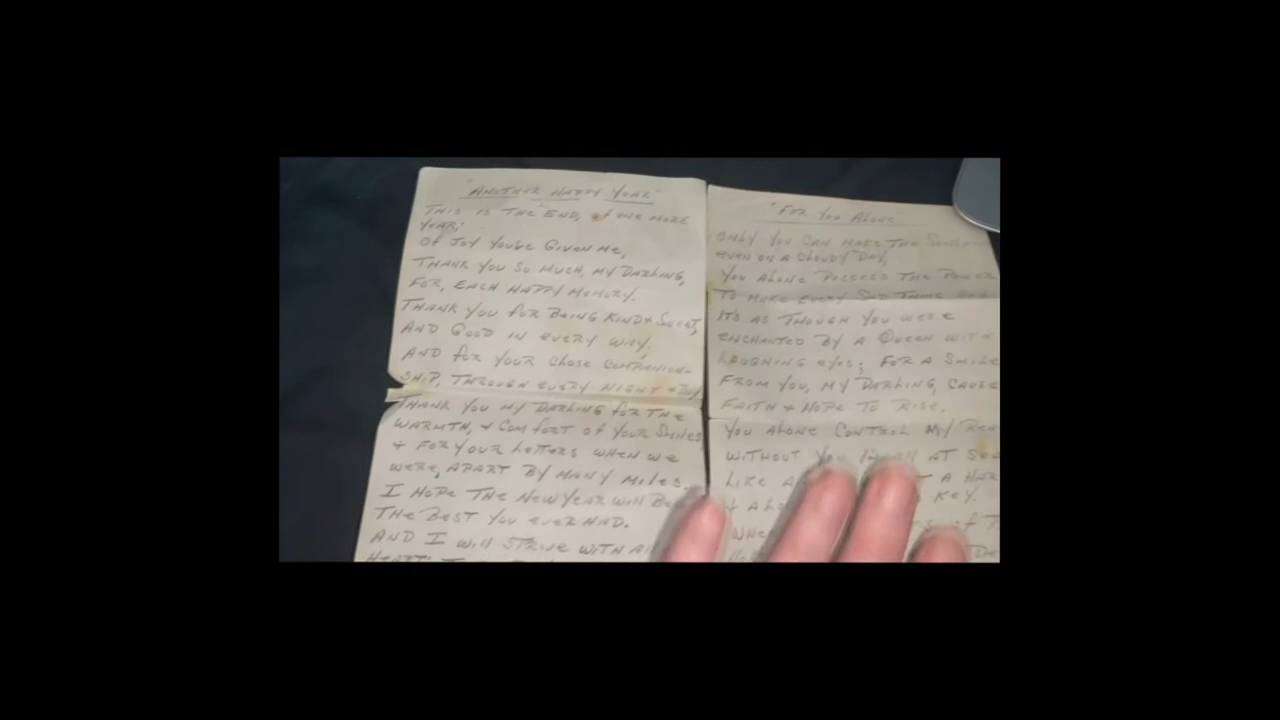 "ANOTHER HAPPY YEAR"
THIS IS THE END, of ONE MORE
YEAR;
Of JOY YOU'VE GIVEN ME,
THANK YOU SO MUCH, MY DARLING,
FOR, EACH HAPPY MEMORY.
THANK YOU FOR BEING KIND + SWEET,
AND GOOD IN EVERY WAY.
AND FOR YOUR CLOSE COMPANION-
SHIP, THROUGH EVERY NIGHT + DAY
THANK YOU MY DARLING FOR THE
WARMTH, + COMFORT OF YOUR SMILES
+ FOR YOUR LETTERS WHEN WE
WERE, APART BY MANY MILES.
I HOPE THE NEW YEAR WILL BE
THE BEST YOU EVER HAD.
AND I WILL STRIVE WITH
"FOR YOU ALONE"
ONLY YOU CAN MAKE THE
EVEN ON A CLOUDY DAY,
YOU ALONE POSSESS THE POWER
TO MAKE EVERY SAD THING
IT'S AS THOUGH YOU WERE
ENCHANTED BY A QUEEN WITH
LAUGHING EYES; FOR A SMILE
FROM YOU, MY DARLING, CAUSE
FAITH + HOPE TO RISE.
YOU ALONE CONTROL MY
WITHOUT YOU AT
LIKE A
KEY.